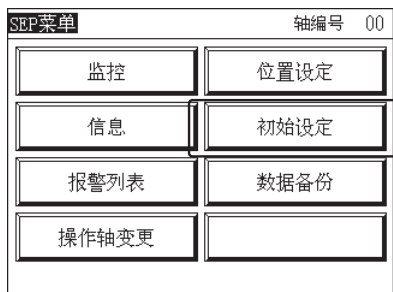 SEP菜单 轴编号 00
监控 位置设定
信息 初始设定
报警列表 数据备份
操作轴变更